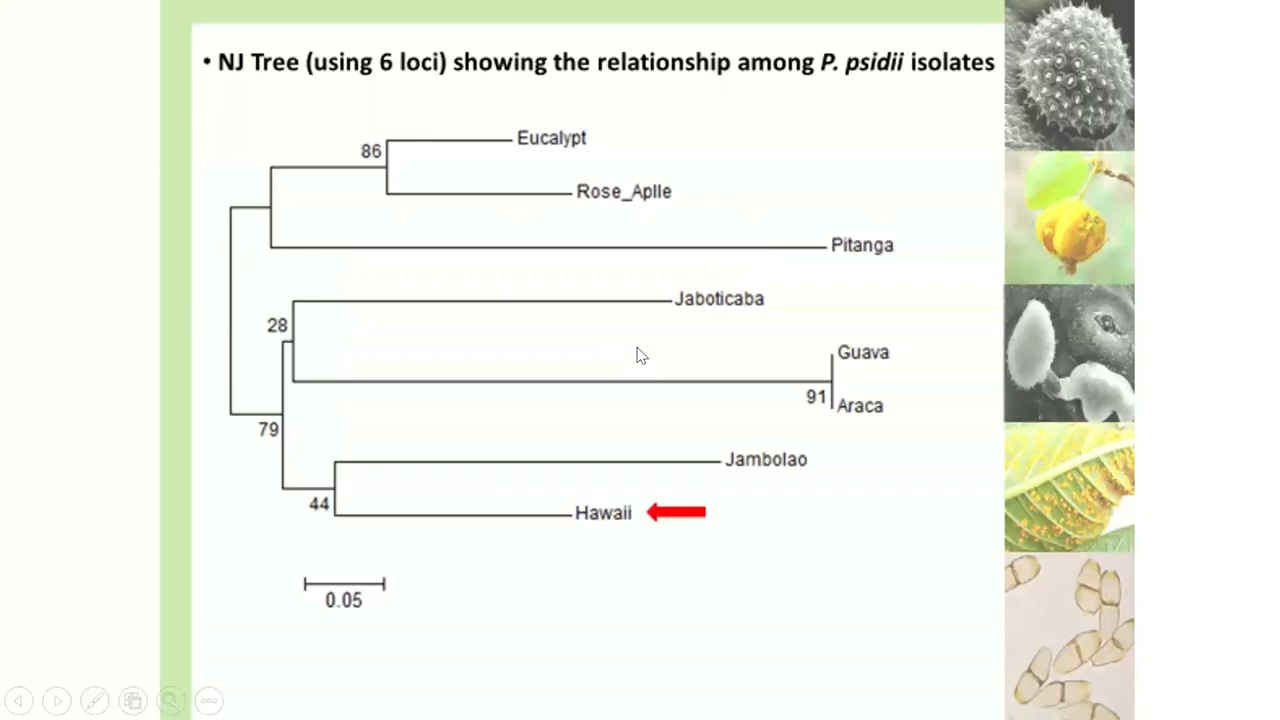 • NJ Tree (using 6 loci) showing the relationship among P. psidii isolates
86
Eucalypt
Rose_Aplle
Pitanga
Jaboticaba
28
Guava
91
Araca
79
Jambolao
44
Hawaii
0.05